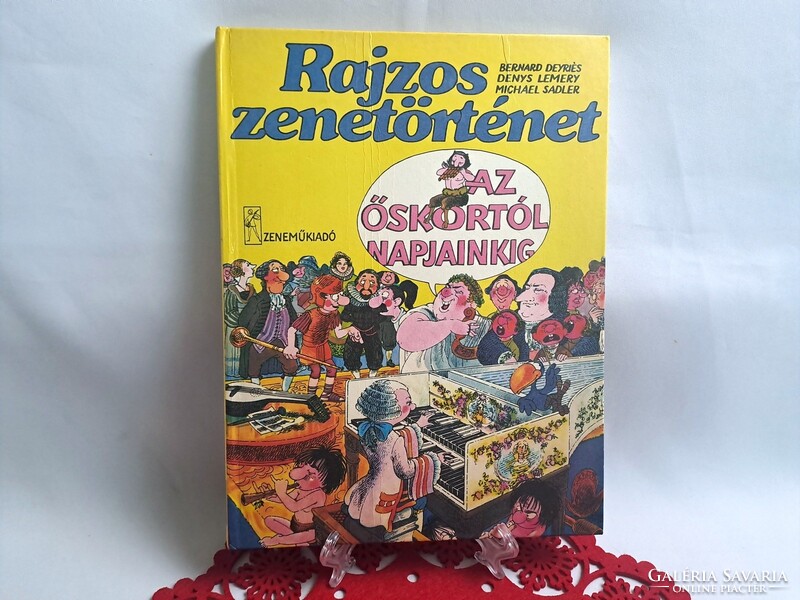 Rajzos
zenetörténet
BERNARD DEYRIÈS
DENYS LEMERY
MICHAEL SADLER
AZ
ŐSKORTÓL
NAPJAINKIG
ZENEMŰKIADÓ
GALÉRIA SAVARIA
ONLINE PIACTÉR